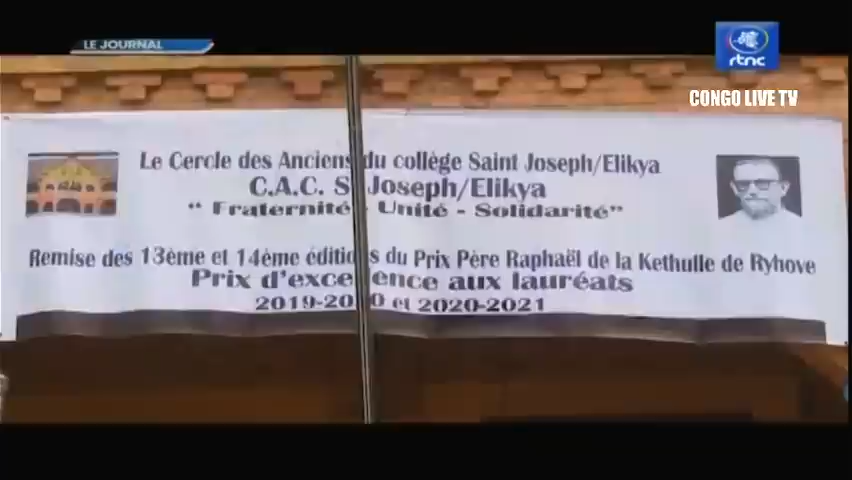 LE JOURNAL
rtnc
CONGO LIVE TV
Le Cercle des Anciens du collège Saint Joseph/Elikya
C.A.C. S Joseph/Elikya
“ Fraternité - Unité - Solidarité”
Remise des 13ème et 14ème éditions du Prix Père Raphaël de la Kethulle de Ryhove
Prix d'excellence aux lauréats
2019-2020 et 2020-2021